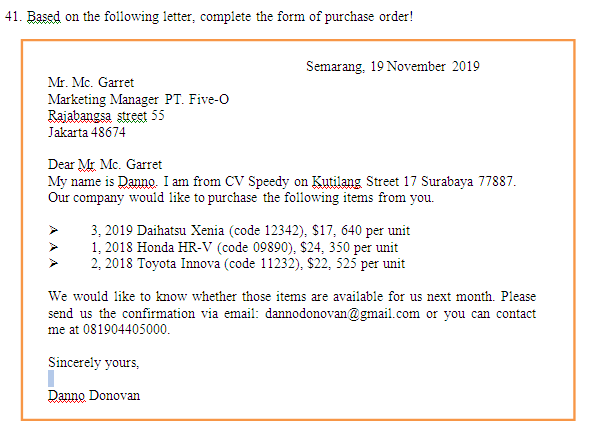 41. Based on the following letter, complete the form of purchase order!
Semarang, 19 November 2019
Mr. Mc. Garret
Marketing Manager PT. Five-O
Rajabangsa street 55
Jakarta 48674
Dear Mr Mc. Garret
My name is Danno. I am from CV Speedy on Kutilang Street 17 Surabaya 77887.
Our company would like to purchase the following items from you.
➢ 3, 2019 Daihatsu Xenia (code 12342), $17, 640 per unit
➢ 1, 2018 Honda HR-V (code 09890), $24, 350 per unit
➢ 2, 2018 Toyota Innova (code 11232), $22, 525 per unit
We would like to know whether those items are available for us next month. Please
send us the confirmation via email: dannodonovan@gmail.com or you can contact
me at 081904405000.
Sincerely yours,
Danno Donovan